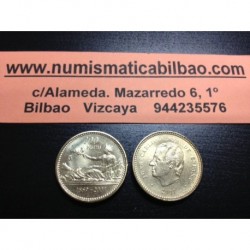 www.numismaticabilbao.com
c/Alameda. Mazarredo 6, 1º
Bilbao Vizcaya 944235576